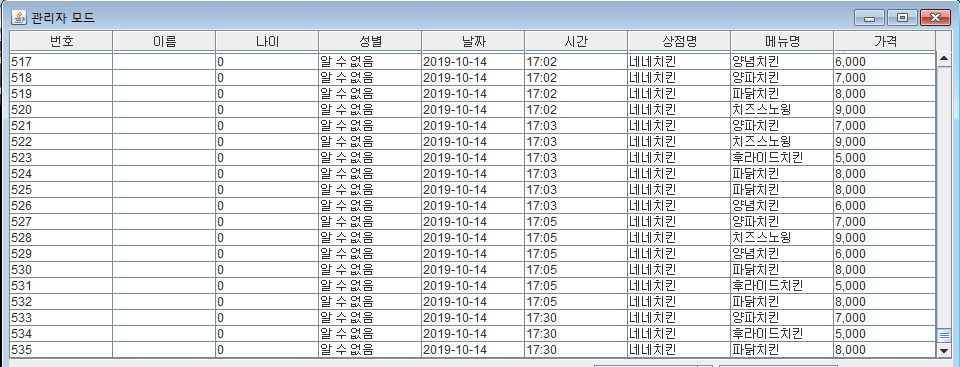 관리자 모드
번호 이름 나이 성별 날짜 시간 상점명 메뉴명 가격
517 0 알 수 없음 2019-10-14 17:02 네네치킨 양념치킨 6,000
518 0 알 수 없음 2019-10-14 17:02 네네치킨 양파치킨 7,000
519 0 알 수 없음 2019-10-14 17:02 네네치킨 파닭치킨 8,000
520 0 알 수 없음 2019-10-14 17:02 네네치킨 치즈스노윙 9,000
521 0 알 수 없음 2019-10-14 17:03 네네치킨 양파치킨 7,000
522 0 알 수 없음 2019-10-14 17:03 네네치킨 치즈스노윙 9,000
523 0 알 수 없음 2019-10-14 17:03 네네치킨 후라이드치킨 5,000
524 0 알 수 없음 2019-10-14 17:03 네네치킨 파닭치킨 8,000
525 0 알 수 없음 2019-10-14 17:03 네네치킨 파닭치킨 8,000
526 0 알 수 없음 2019-10-14 17:03 네네치킨 양념치킨 6,000
527 0 알 수 없음 2019-10-14 17:05 네네치킨 양파치킨 7,000
528 0 알 수 없음 2019-10-14 17:05 네네치킨 치즈스노윙 9,000
529 0 알 수 없음 2019-10-14 17:05 네네치킨 양념치킨 6,000
530 0 알 수 없음 2019-10-14 17:05 네네치킨 파닭치킨 8,000
531 0 알 수 없음 2019-10-14 17:05 네네치킨 후라이드치킨 5,000
532 0 알 수 없음 2019-10-14 17:05 네네치킨 파닭치킨 8,000
533 0 알 수 없음 2019-10-14 17:30 네네치킨 양파치킨 7,000
534 0 알 수 없음 2019-10-14 17:30 네네치킨 후라이드치킨 5,000
535 0 알 수 없음 2019-10-14 17:30 네네치킨 파닭치킨 8,000